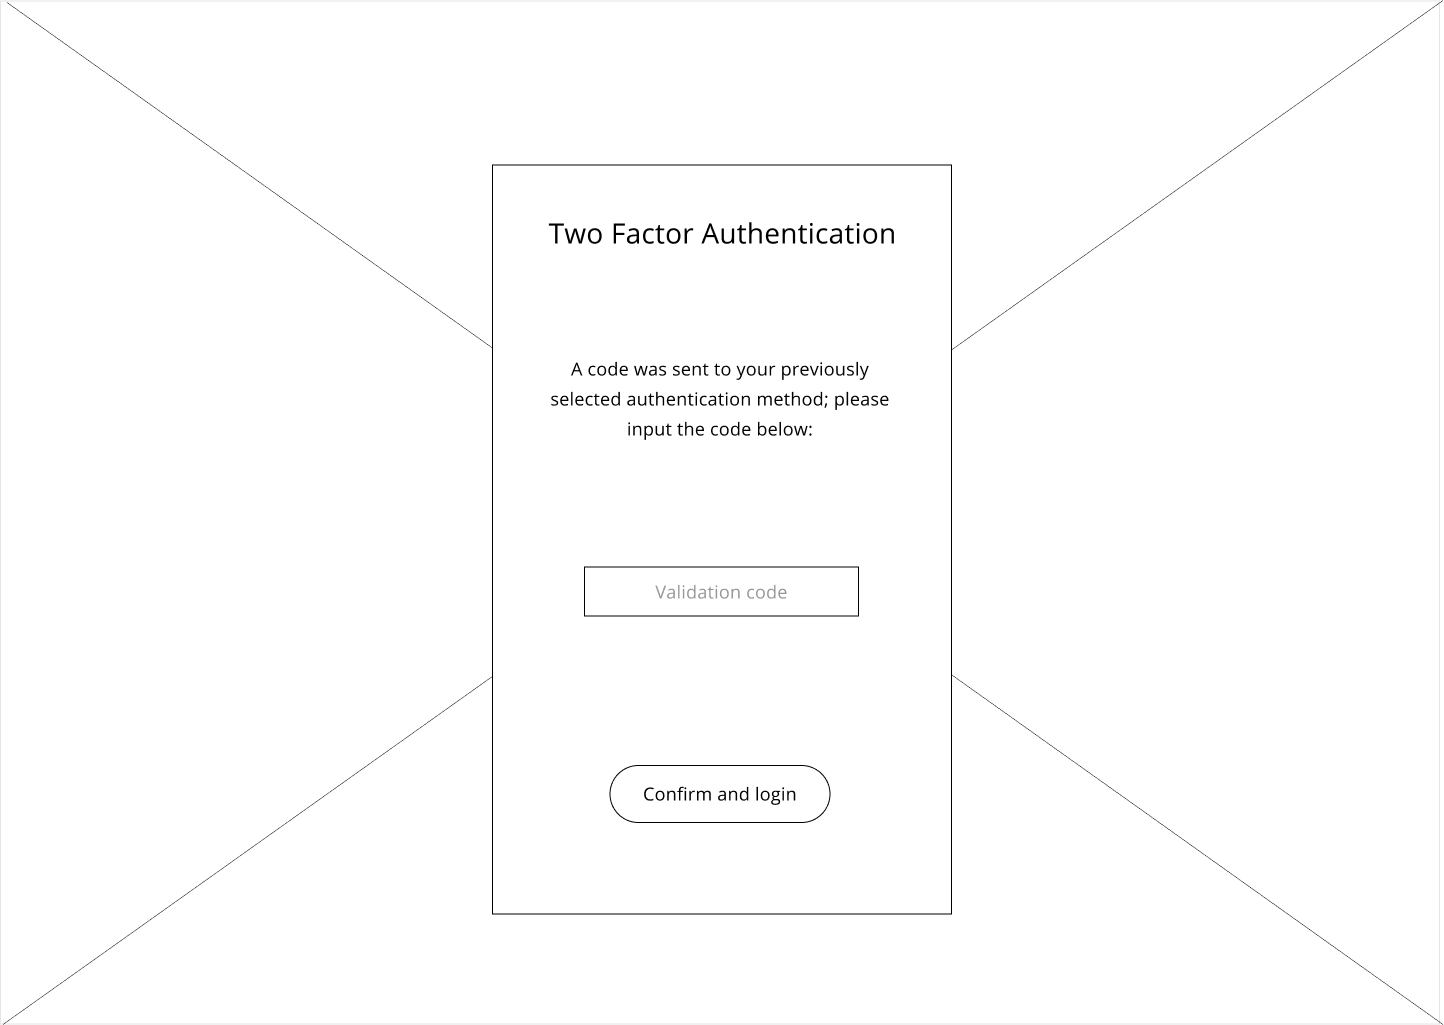 Two Factor Authentication
A code was sent to your previously
selected authentication method; please
input the code below:
Validation code
Confirm and login